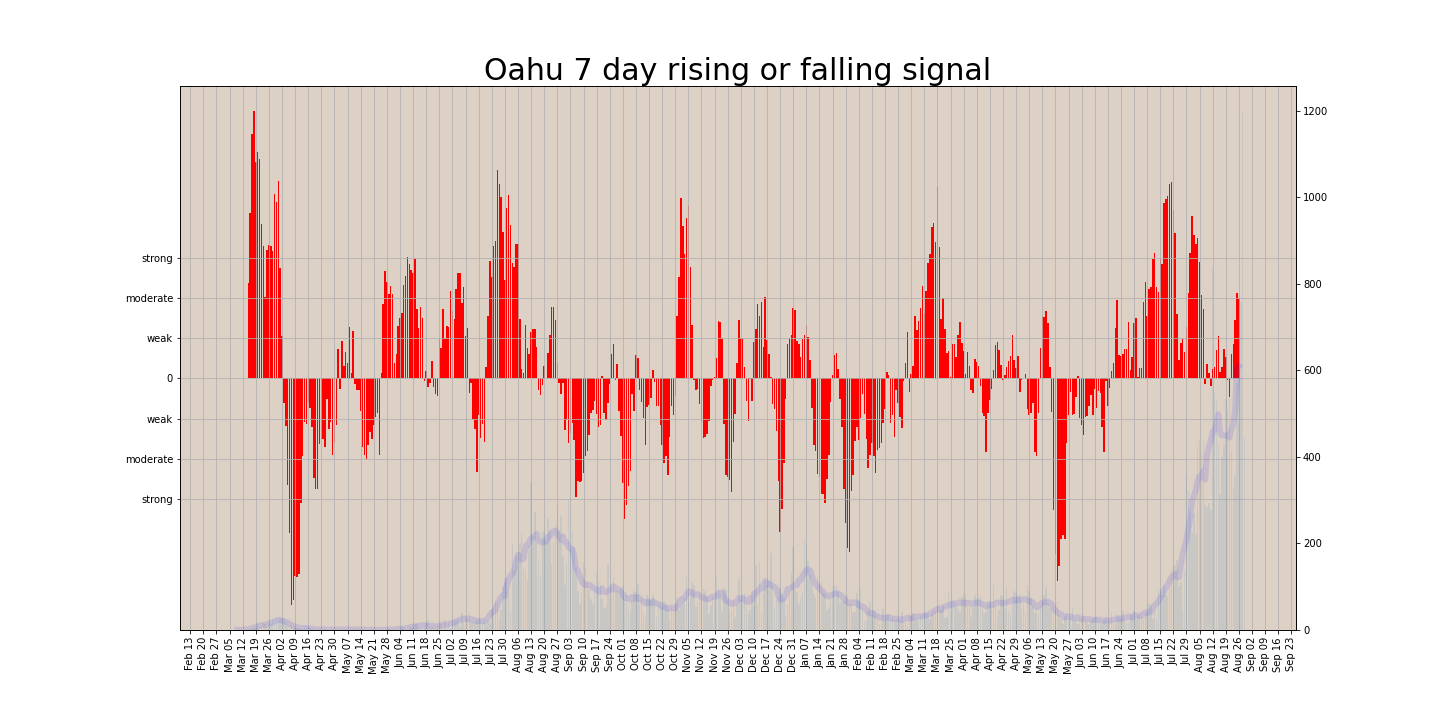 Oahu 7 day rising or falling signal
strong
moderate
weak
0
weak
moderate
strong
1200
1000
800
600
400
200
0
Feb 13
Feb 20
Feb 27
Mar 05
Mar 12
Mar 19
Mar 26
Apr 02
Apr 09
Apr 16
Apr 23
Apr 30
May 07
May 14
May 21
May 28
Jun 04
Jun 11
Jun 18
Jun 25
Jul 02
Jul 09
Jul 16
Jul 23
Jul 30
Aug 06
Aug 13
Aug 20
Aug 27
Sep 03
Sep 10
Sep 17
Sep 24
Oct 01
Oct 08
Oct 15
Oct 22
Oct 29
Nov 05
Nov 12
Nov 19
Nov 26
Dec 03
Dec 10
Dec 17
Dec 24
Dec 31
Jan 07
Jan 14
Jan 21
Jan 28
Feb 04
Feb 11
Feb 18
Feb 25
Mar 04
Mar 11
Mar 18
Mar 25
Apr 01
Apr 08
Apr 15
Apr 22
Apr 29
May 06
May 13
May 20
May 27
Jun 03
Jun 10
Jun 17
Jun 24
Jul 01
Jul 08
Jul 15
Jul 22
Jul 29
Aug 05
Aug 12
Aug 19
Aug 26
Sep 02
Sep 09
Sep 16
Sep 23